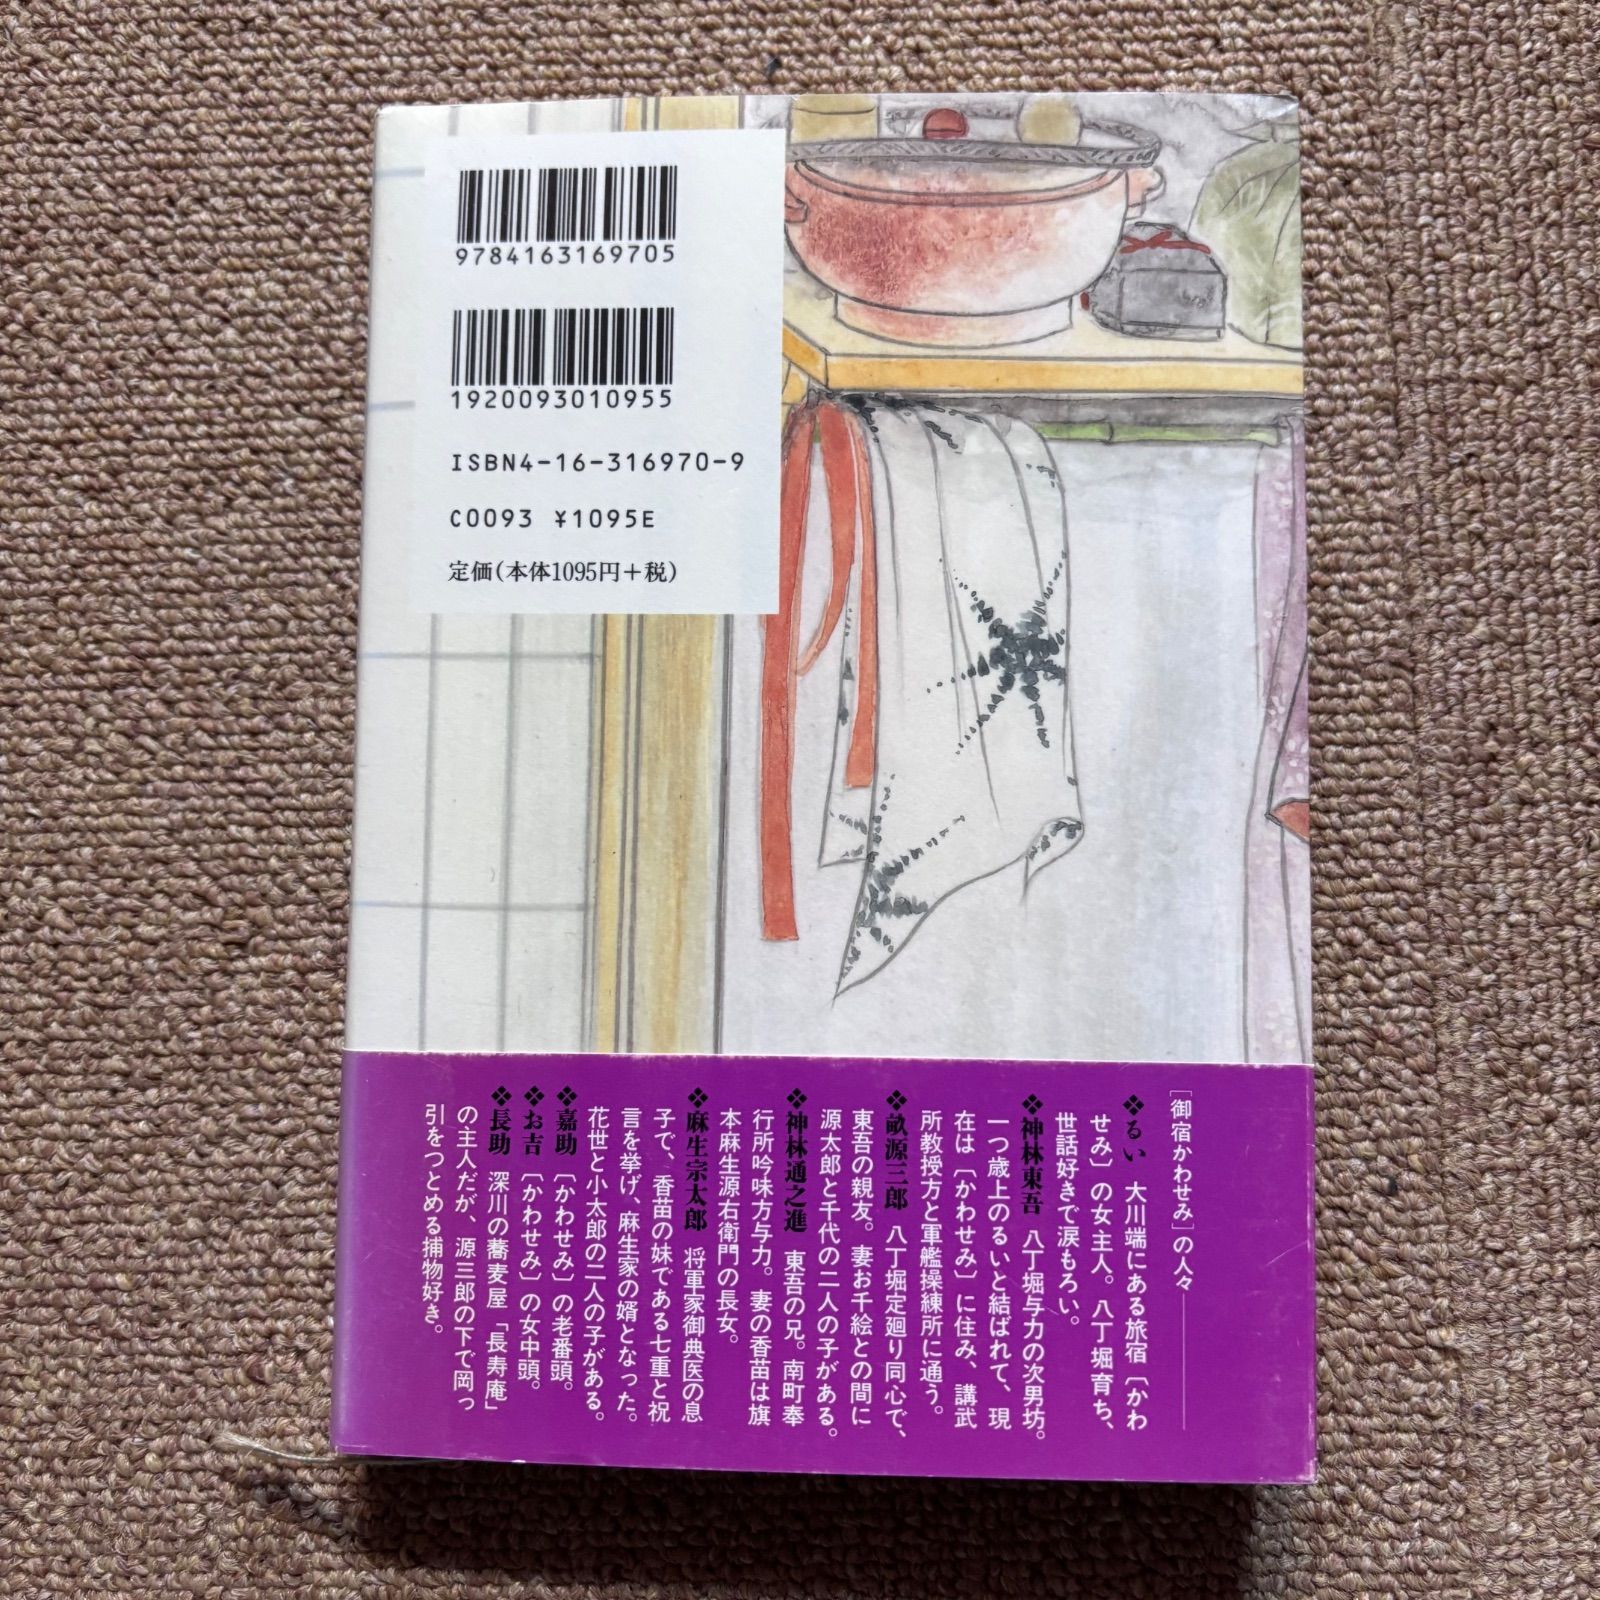 9784163169705
1920093010955
ISBN4-16-316970-9
C0093 ¥1095E
定価(本体1095円+税)
［御宿かわせみ］の人々
❖るい　大川端にある旅宿〔かわ
せみ〕の女主人。八丁堀育ち、
世話好きで涙もろい。
❖神林東吾　八丁堀与力の次男坊。
一つ歳上のるいと結ばれて、現
在は〔かわせみ〕に住み、講武
所教授方と軍艦操練所に通う。
❖畝源三郎　八丁堀定廻り同心で、
東吾の親友。妻お千絵との間に
源太郎と千代の二人の子がある。
❖神林通之進　東吾の兄。南町奉
行所吟味方与力。妻の香苗は旗
本麻生源右衛門の長女。
❖麻生宗太郎　将軍家御典医の息
子で、香苗の妹である七重と祝
言を挙げ、麻生家の婿となった。
花世と小太郎の二人の子がある。
❖嘉助　〔かわせみ〕の老番頭。
❖お吉　〔かわせみ〕の女中頭。
❖長助　深川の蕎麦屋「長寿庵」
の主人だが、源三郎の下で岡っ
引をつとめる捕物好き。